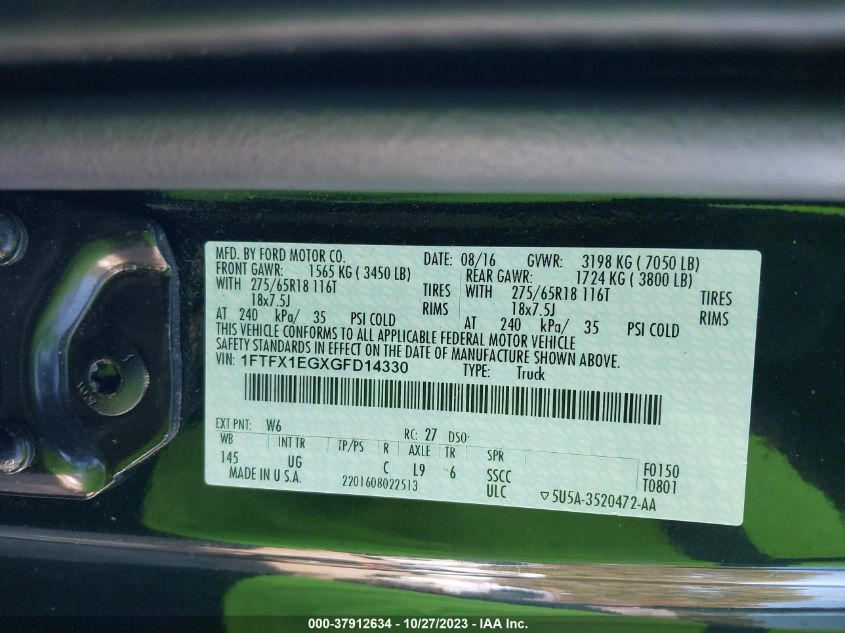 MFD. BY FORD MOTOR CO. DATE: 08/16 GVWR: 3198 KG ( 7050 LB)
FRONT GAWR: 1565 KG ( 3450 LB) REAR GAWR: 1724 KG ( 3800 LB)
WITH 275/65R18 116T TIRES WITH 275/65R18 116T TIRES
18x7.5J RIMS 18x7.5J RIMS
AT 240 kPa/ 35 PSI COLD AT 240 kPa/ 35 PSI COLD
THIS VEHICLE CONFORMS TO ALL APPLICABLE FEDERAL MOTOR VEHICLE
SAFETY STANDARDS IN EFFECT ON THE DATE OF MANUFACTURE SHOWN ABOVE.
VIN: 1FTFX1EGXGFD14330 TYPE: Truck
EXT PNT: W6 RC: 27 DSO:
WB INT TR TP/PS R AXLE TR SPR F0150
145 UG C L9 6 SSCC T0801
MADE IN U.S.A. 2201608022513 ULC ▽5U5A-3520472-AA
000-37912634 - 10/27/2023 - IAA Inc.